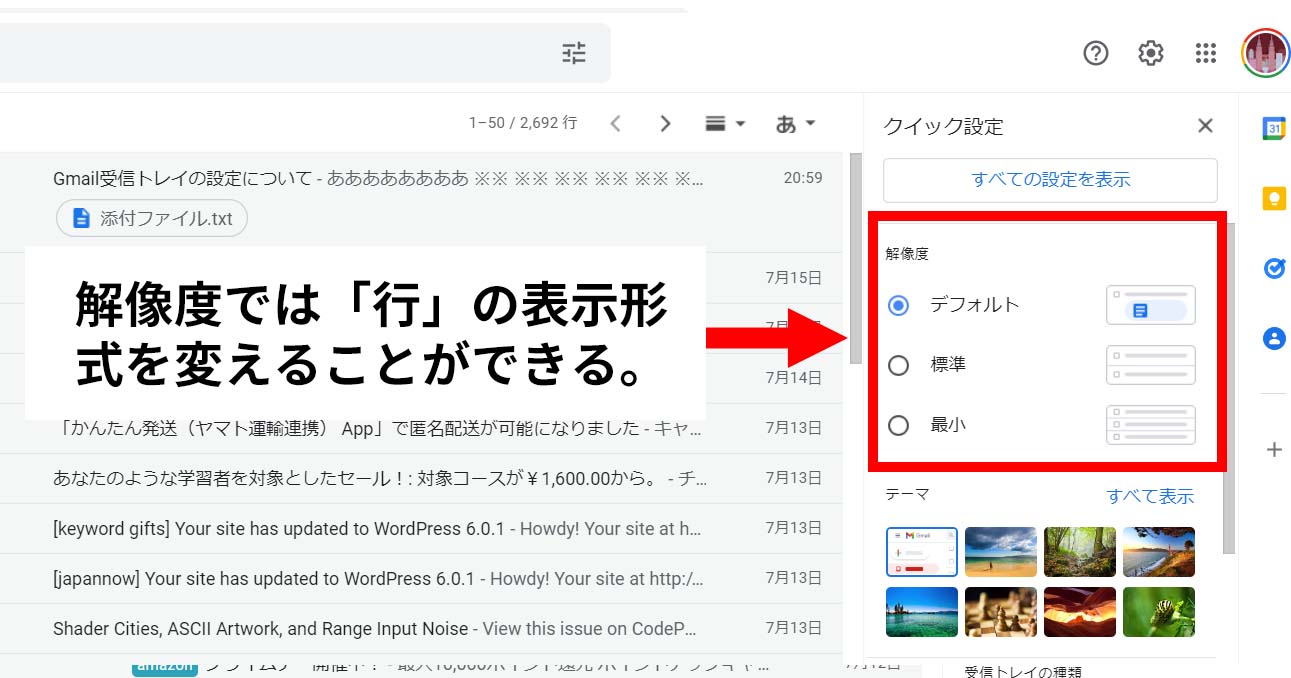 1–50 / 2,692 行
あ
クイック設定
すべての設定を表示
Gmail受信トレイの設定について - ああああああああ ※※ ※※ ※※ ※※ ※※ ※...
20:59
添付ファイル.txt
解像度では「行」の表示形
式を変えることができる。
7月15日
7月14日
「かんたん発送（ヤマト運輸連携） App」で匿名配送が可能になりました - キャ...
7月13日
あなたのような学習者を対象としたセール！: 対象コースが￥1,600.00から。 - チ...
7月13日
[keyword gifts] Your site has updated to WordPress 6.0.1 - Howdy! Your site at h...
7月13日
[japannow] Your site has updated to WordPress 6.0.1 - Howdy! Your site at http:/...
7月13日
Shader Cities, ASCII Artwork, and Range Input Noise - View this issue on CodeP...
7月13日
amazon
7月12日
解像度
デフォルト
標準
最小
テーマ
すべて表示
Gmail
受信トレイの種類
31